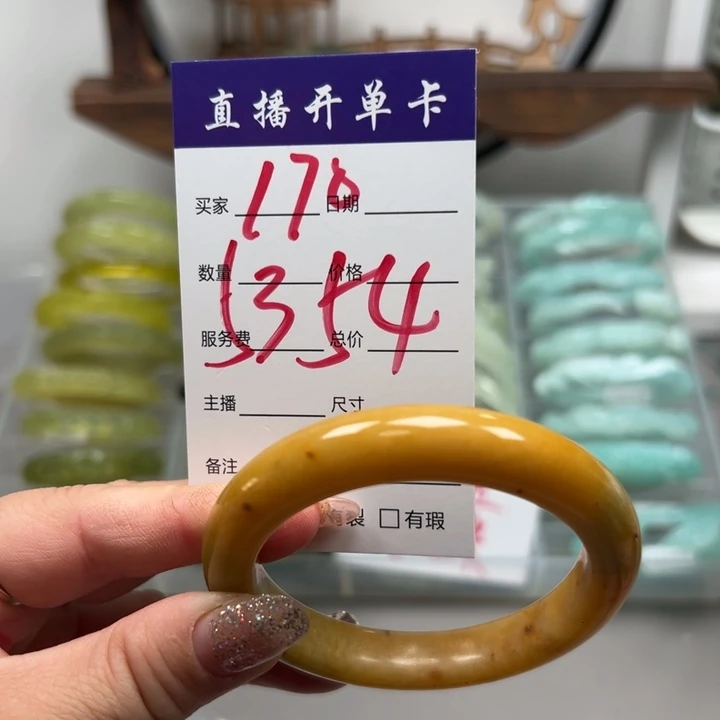 直播开单卡
买家 日期
170
数量 价格
5354
服务费 总价
主播 尺寸
备注
有裂 □有瑕